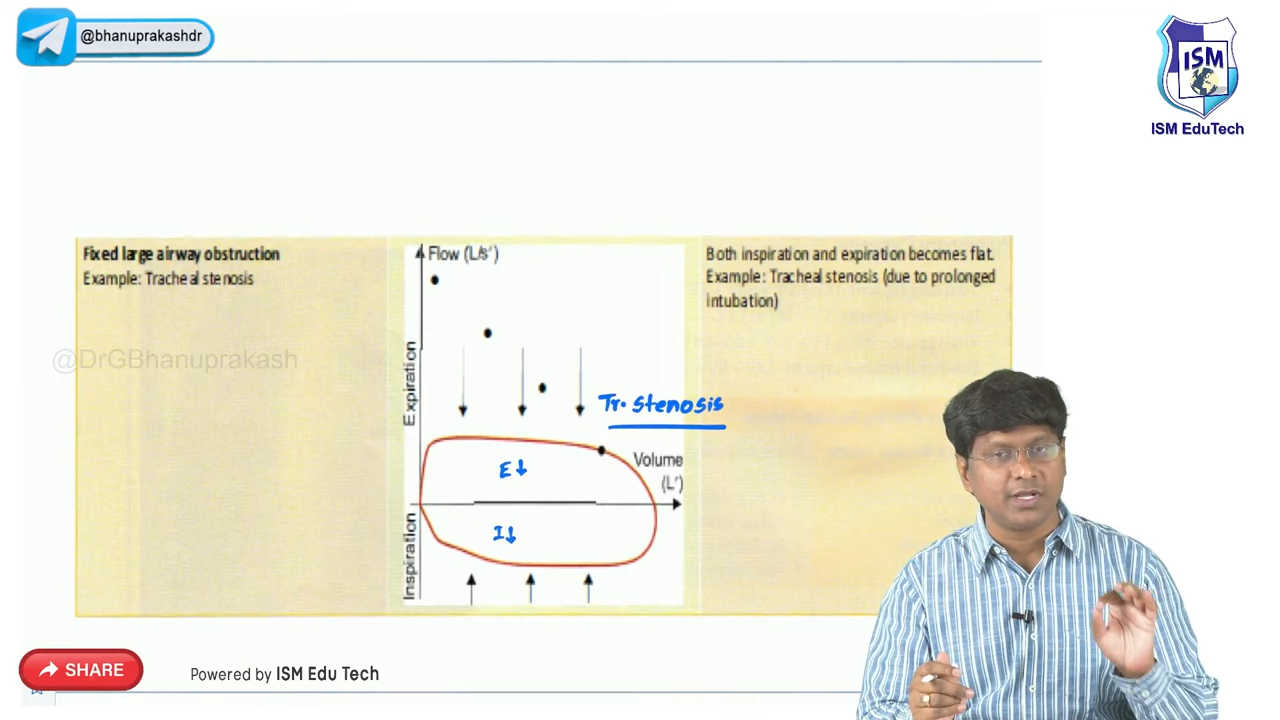 @bhanuprakashdr
ISM
ISM EduTech
Fixed large airway obstruction
Example: Tracheal stenosis
Flow (L/s')
Both inspiration and expiration becomes flat.
Example: Tracheal stenosis (due to prolonged
intubation)
@DrGBhanuprakash
Expiration
Tr. stenosis
E↓
Volume
(L')
I↓
Inspiration
SHARE
Powered by ISM Edu Tech